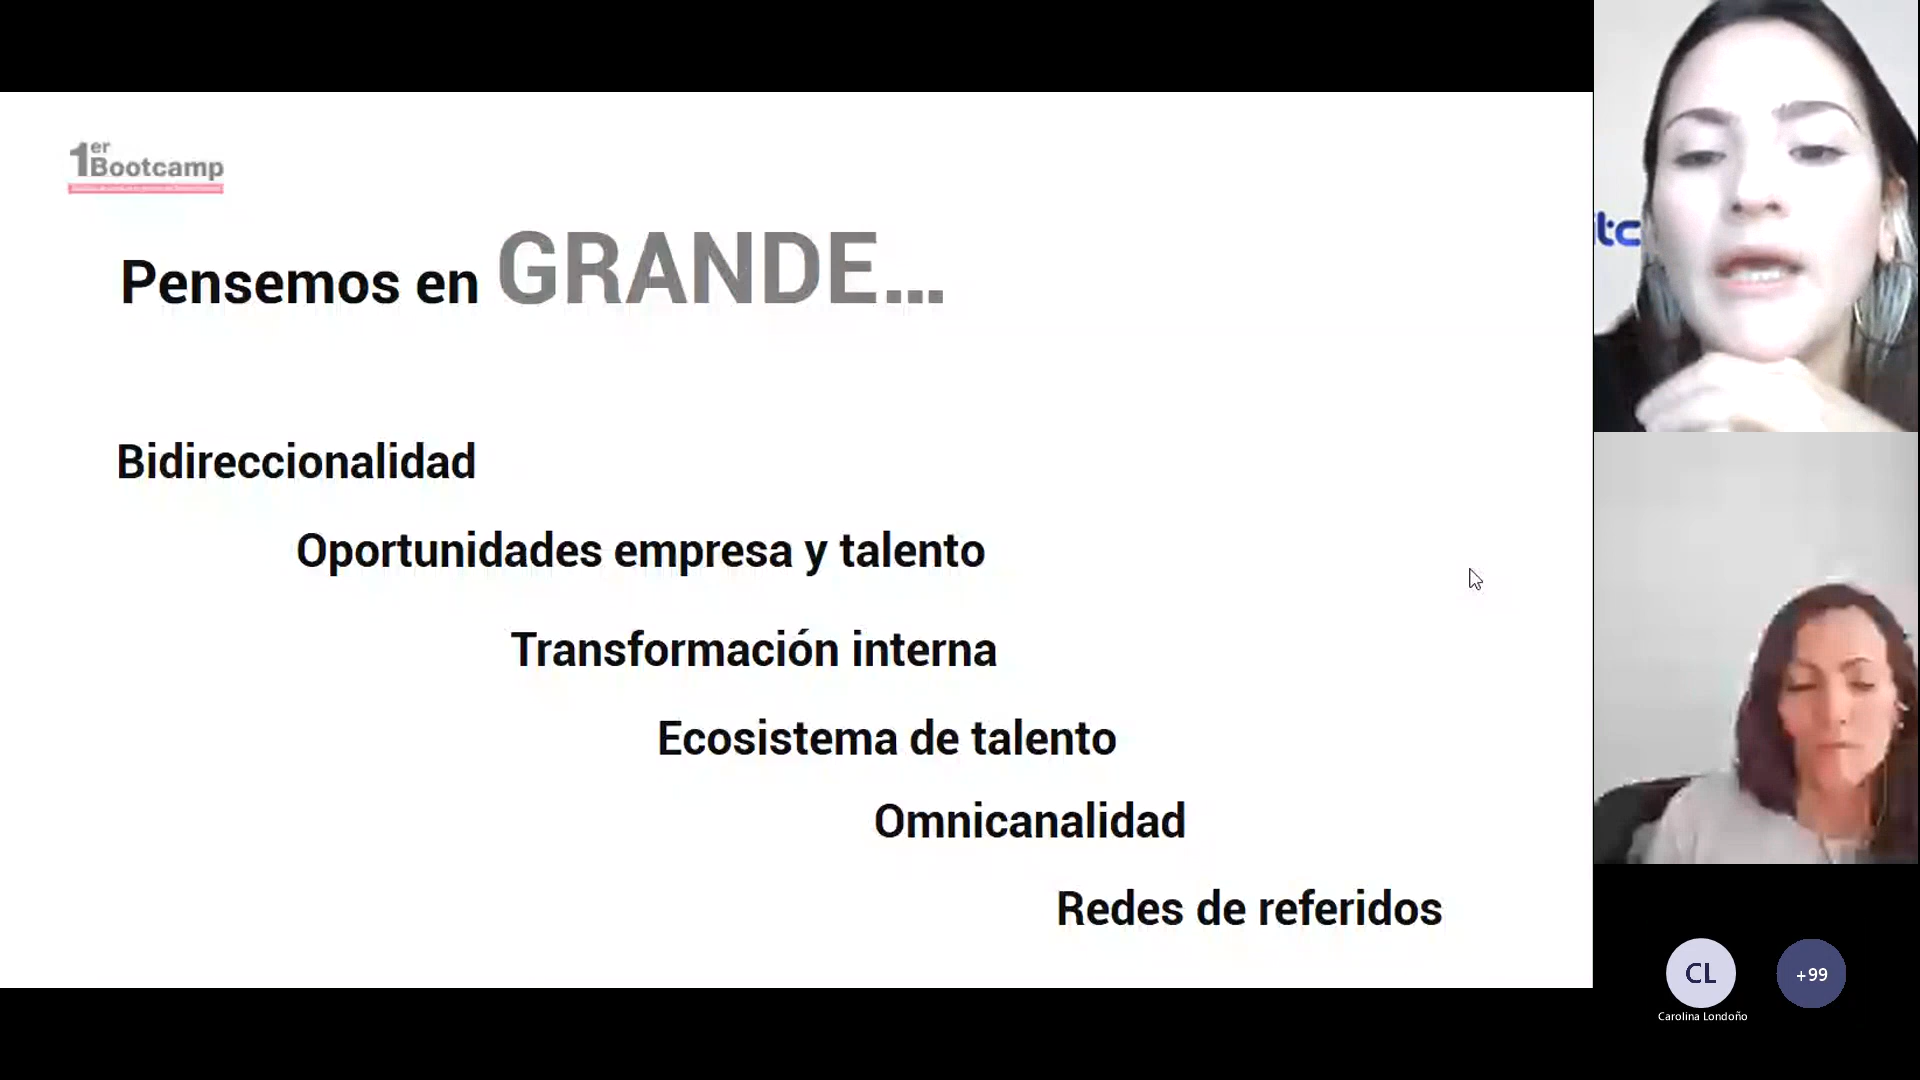 1er
Bootcamp
Pensemos en GRANDE...
Bidireccionalidad
Oportunidades empresa y talento
Transformación interna
Ecosistema de talento
Omnicanalidad
Redes de referidos
itc
CL
+99
Carolina Londoño